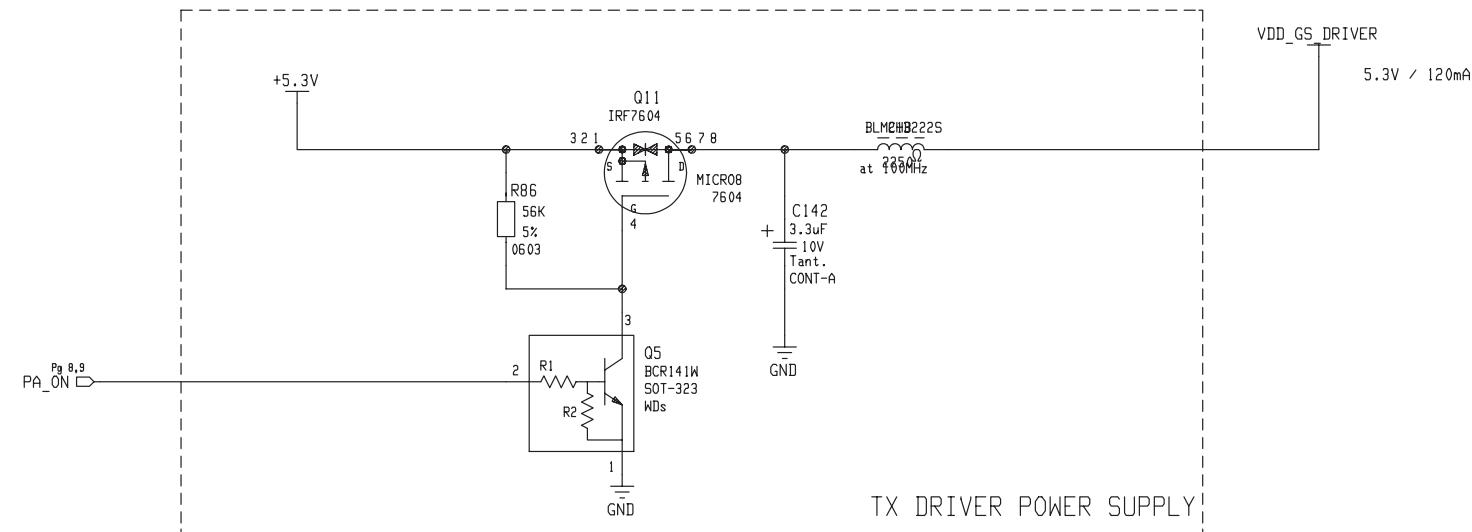 VDD_GS_DRIVER
5.3V / 120mA
+5.3V
Q11
IRF7604
3 2 1
5 6 7 8
S
D
G
4
MICRO8
7604
at 100MHz
R86
56K
5%
0603
C142
+
3.3uF
10V
Tant.
CONT-A
GND
3
Pg 8,9
PA_ON
2
R1
R2
1
Q5
BCR141W
SOT-323
WDs
GND
TX DRIVER POWER SUPPLY